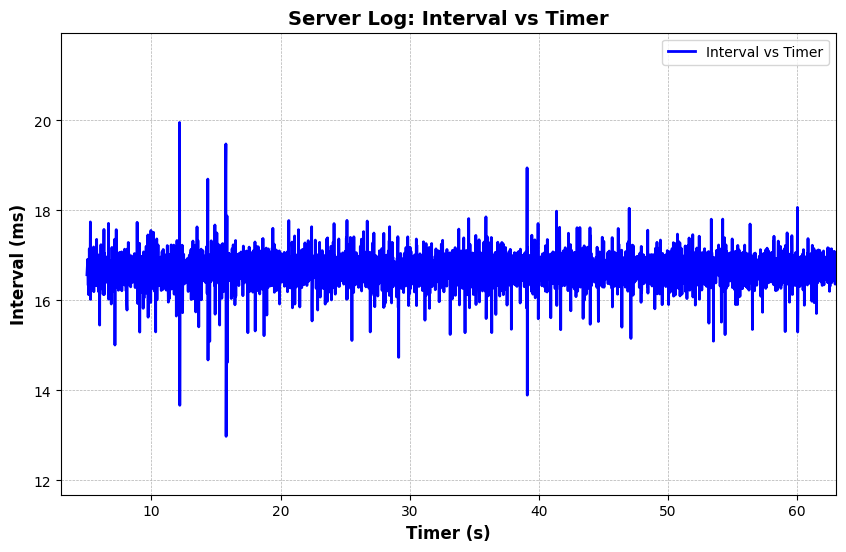 Server Log: Interval vs Timer
Interval vs Timer
Interval (ms)
20
18
16
14
12
10 20 30 40 50 60
Timer (s)